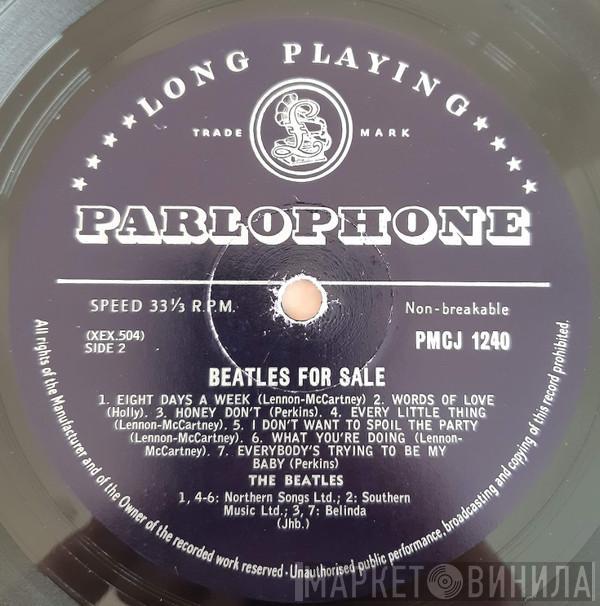 LONG PLAYING
TRADE MARK
£
PARLOPHONE
SPEED 33⅓ R.P.M.
Non-breakable
(XEX.504)
SIDE 2
PMCJ 1240
BEATLES FOR SALE
1. EIGHT DAYS A WEEK (Lennon-McCartney) 2. WORDS OF LOVE
(Holly). 3. HONEY DON'T (Perkins). 4. EVERY LITTLE THING
(Lennon-McCartney). 5. I DON'T WANT TO SPOIL THE PARTY
(Lennon-McCartney). 6. WHAT YOU'RE DOING (Lennon-
McCartney). 7. EVERYBODY'S TRYING TO BE MY
BABY (Perkins)
THE BEATLES
1, 4-6: Northern Songs Ltd.; 2: Southern
Music Ltd.; 3, 7: Belinda
(Jhb.)
All rights of the Manufacturer and of the Owner of the recorded work reserved · Unauthorised public performance, broadcasting and copying of this record prohibited.
МАРКЕТ ВИНИЛА